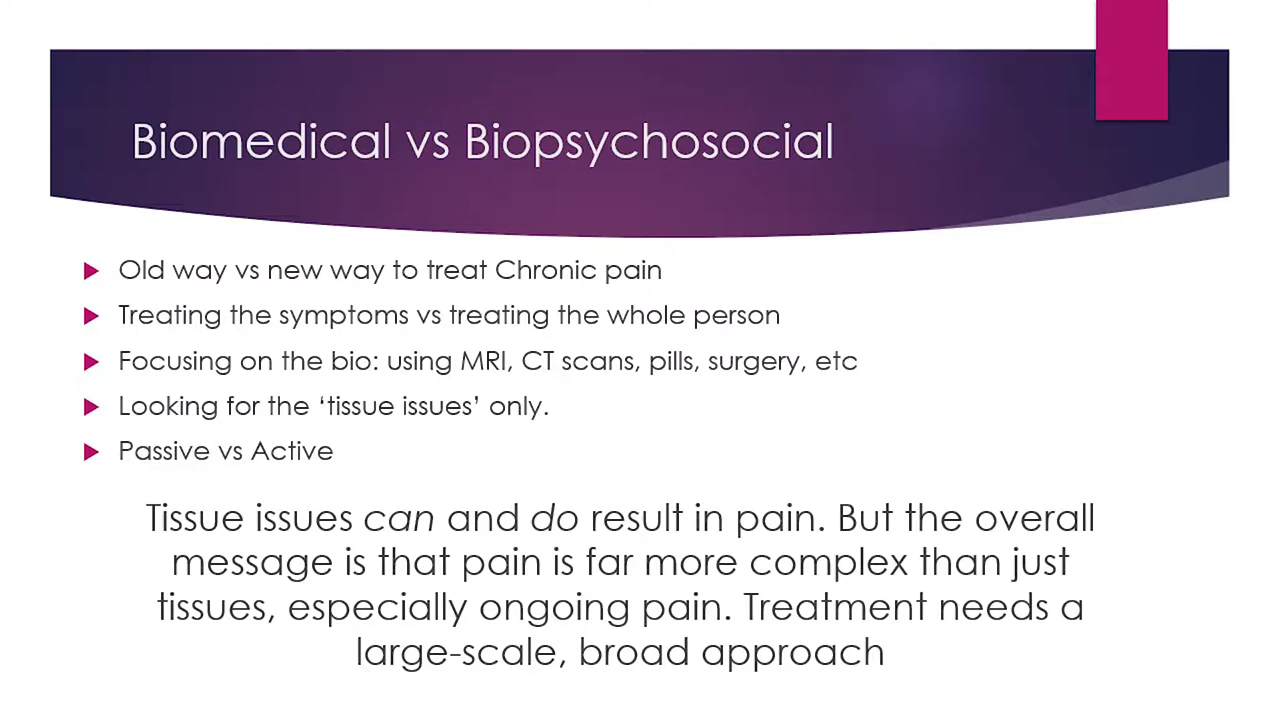 Biomedical vs Biopsychosocial
Old way vs new way to treat Chronic pain
Treating the symptoms vs treating the whole person
Focusing on the bio: using MRI, CT scans, pills, surgery, etc
Looking for the ‘tissue issues’ only.
Passive vs Active
Tissue issues can and do result in pain. But the overall
message is that pain is far more complex than just
tissues, especially ongoing pain. Treatment needs a
large-scale, broad approach